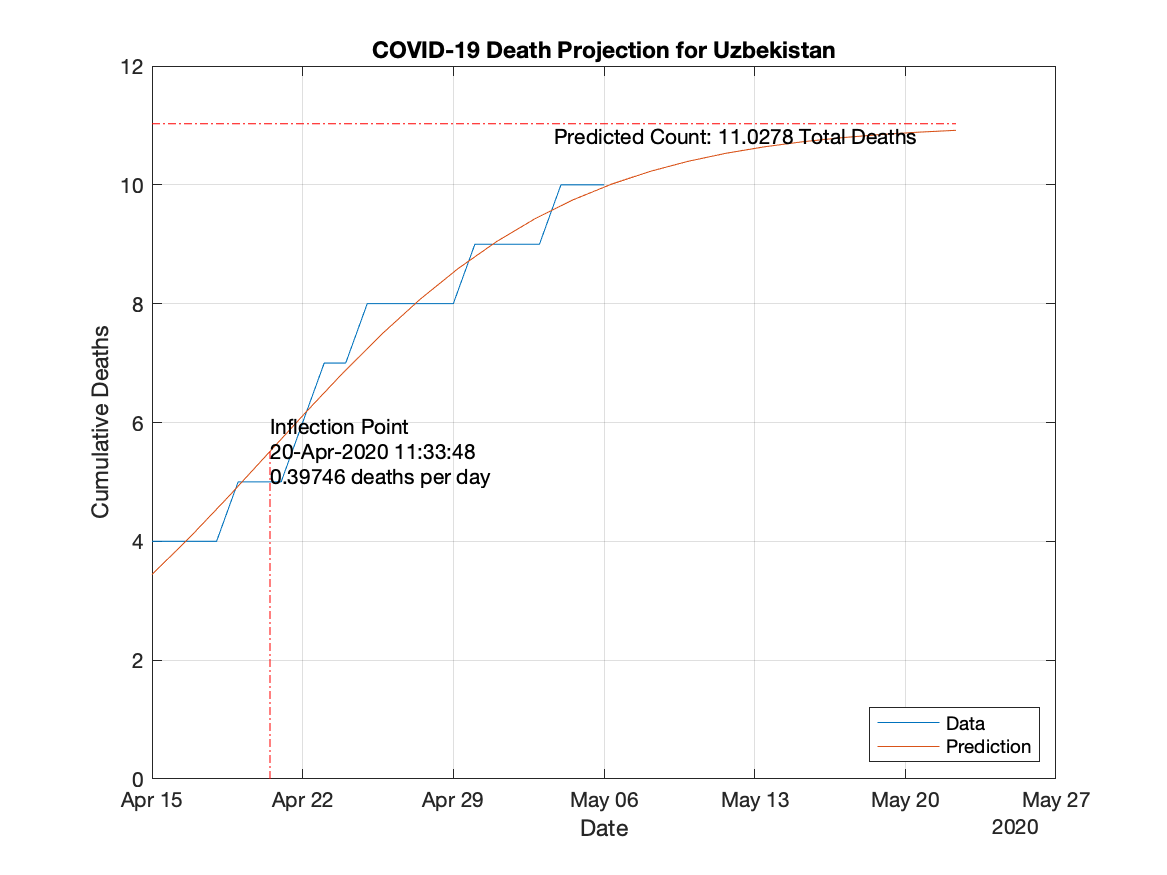 COVID-19 Death Projection for Uzbekistan
12
Predicted Count: 11.0278 Total Deaths
10
8
6
Inflection Point
20-Apr-2020 11:33:48
0.39746 deaths per day
4
2
0
Cumulative Deaths
Data
Prediction
Apr 15 Apr 22 Apr 29 May 06 May 13 May 20 May 27
Date
2020